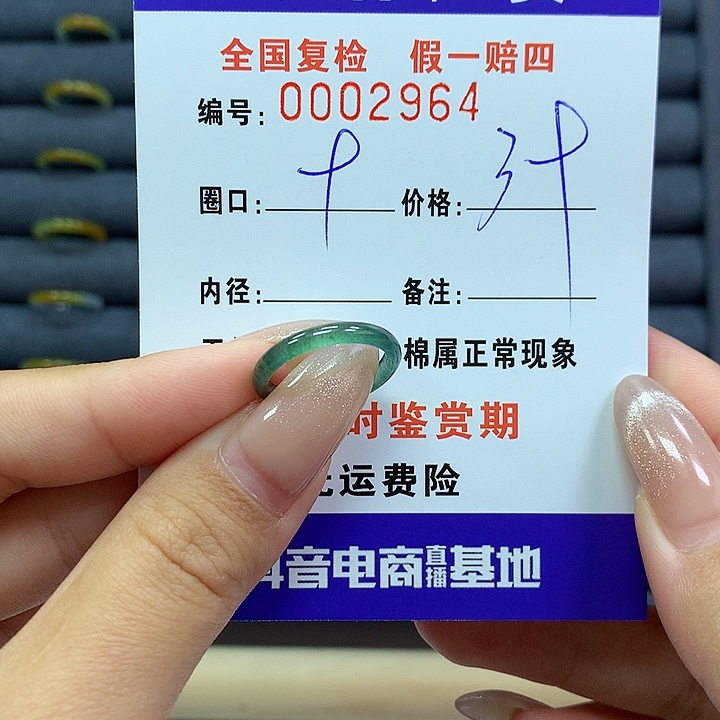 全国复检 假一赔四
编号: 0002964
圈口: 价格:
内径: 备注:
棉属正常现象
时鉴赏期
运费险
抖音电商直播基地